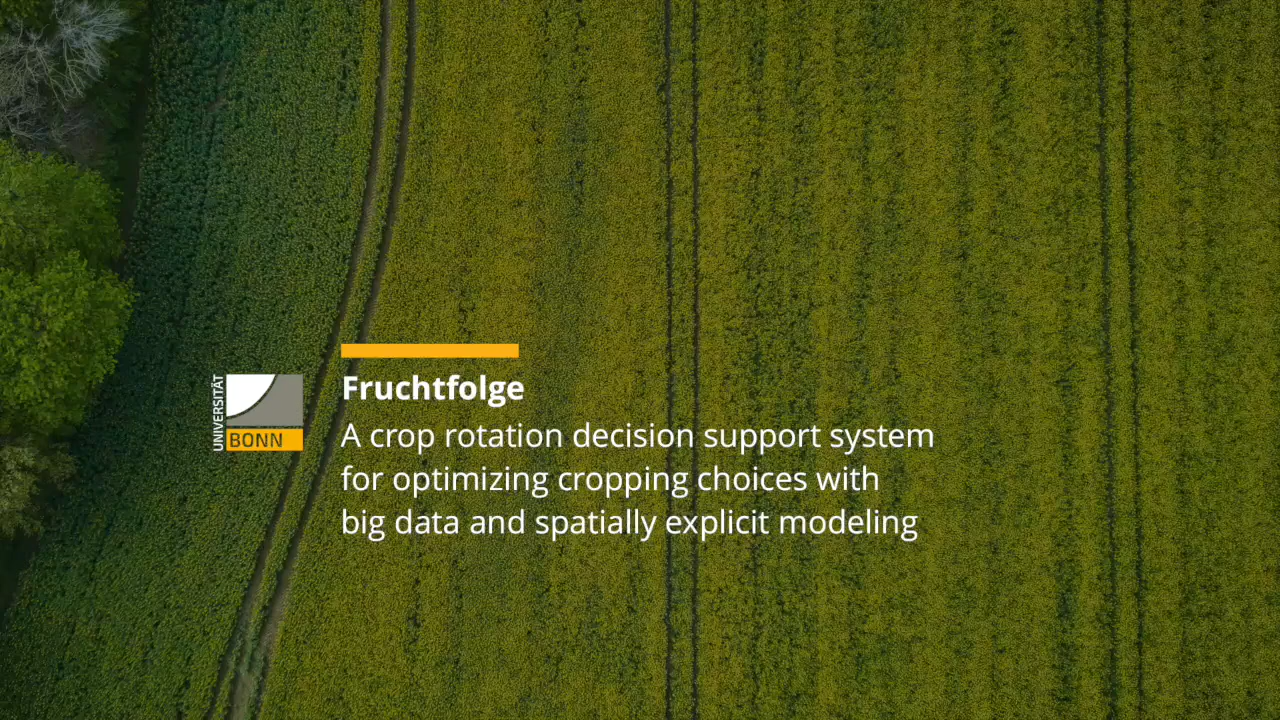 UNIVERSITÄT
BONN
Fruchtfolge
A crop rotation decision support system
for optimizing cropping choices with
big data and spatially explicit modeling